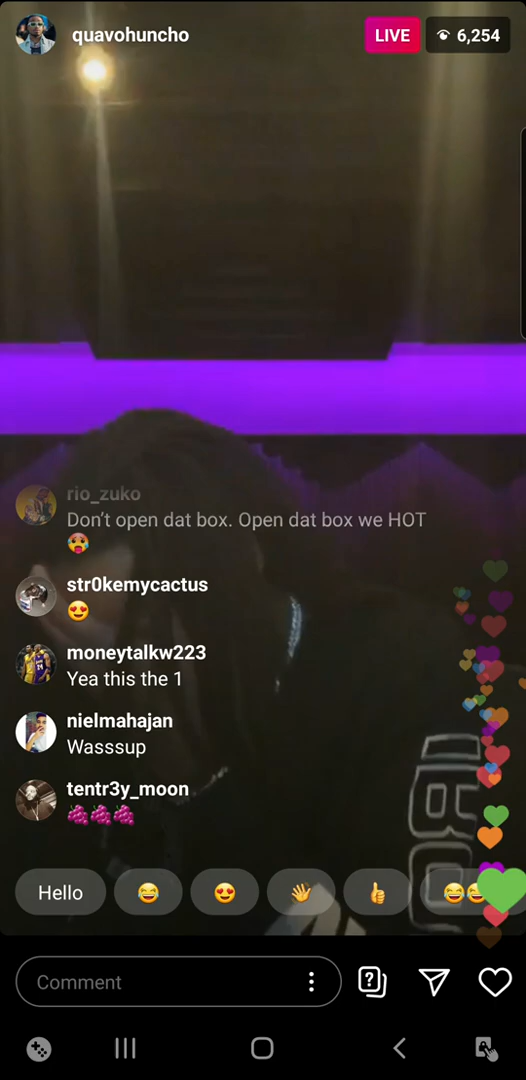 quavohuncho
LIVE
6,254
rio_zuko
Don't open dat box. Open dat box we HOT
🥵
str0kemycactus
😍
moneytalkw223
Yea this the 1
nielmahajan
Wasssup
tentr3y_moon
🍇🍇🍇
Hello 😂 😍 👋 👍 😂😂
Comment